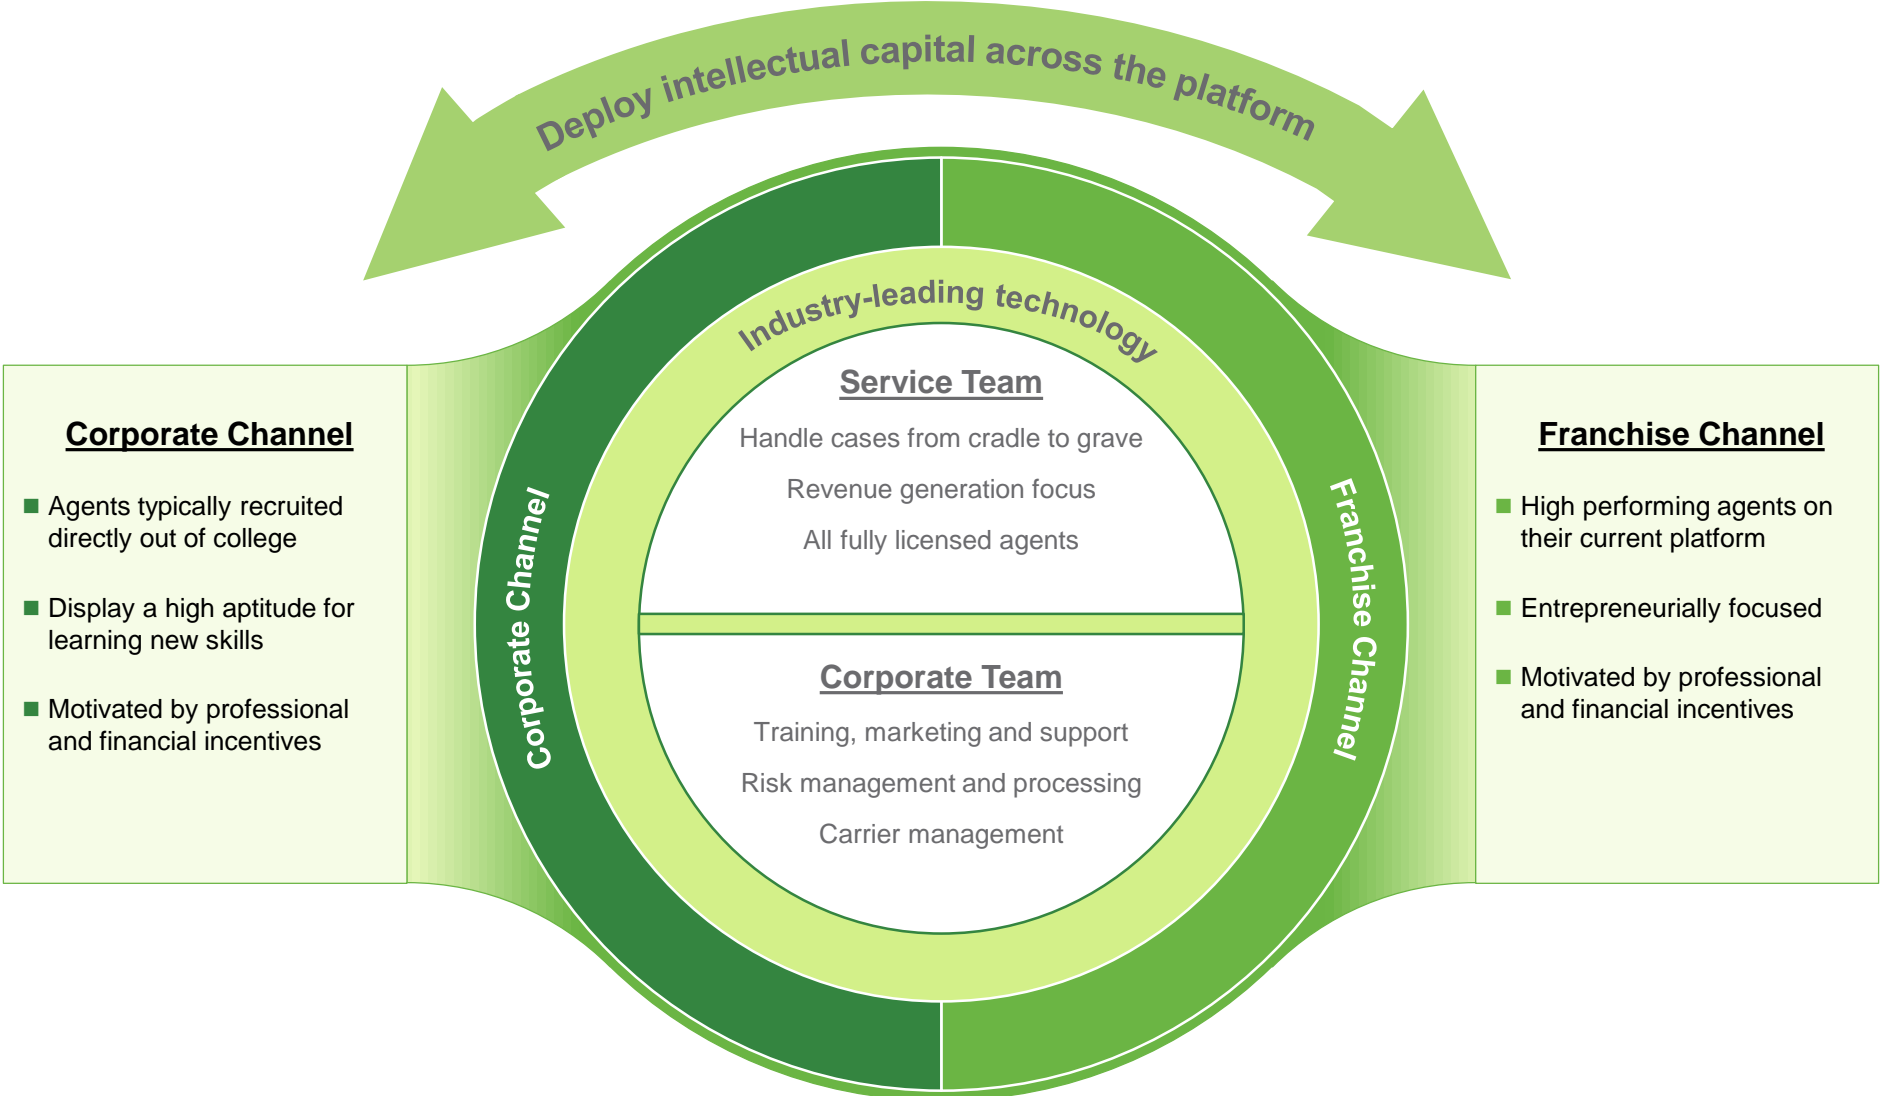 Deploy intellectual capital across the platform
Industry-leading technology
Corporate Channel
Agents typically recruited
directly out of college
Display a high aptitude for
learning new skills
Motivated by professional
and financial incentives
Corporate Channel
Service Team
Handle cases from cradle to grave
Revenue generation focus
All fully licensed agents
Corporate Team
Training, marketing and support
Risk management and processing
Carrier management
Franchise Channel
Franchise Channel
High performing agents on
their current platform
Entrepreneurially focused
Motivated by professional
and financial incentives